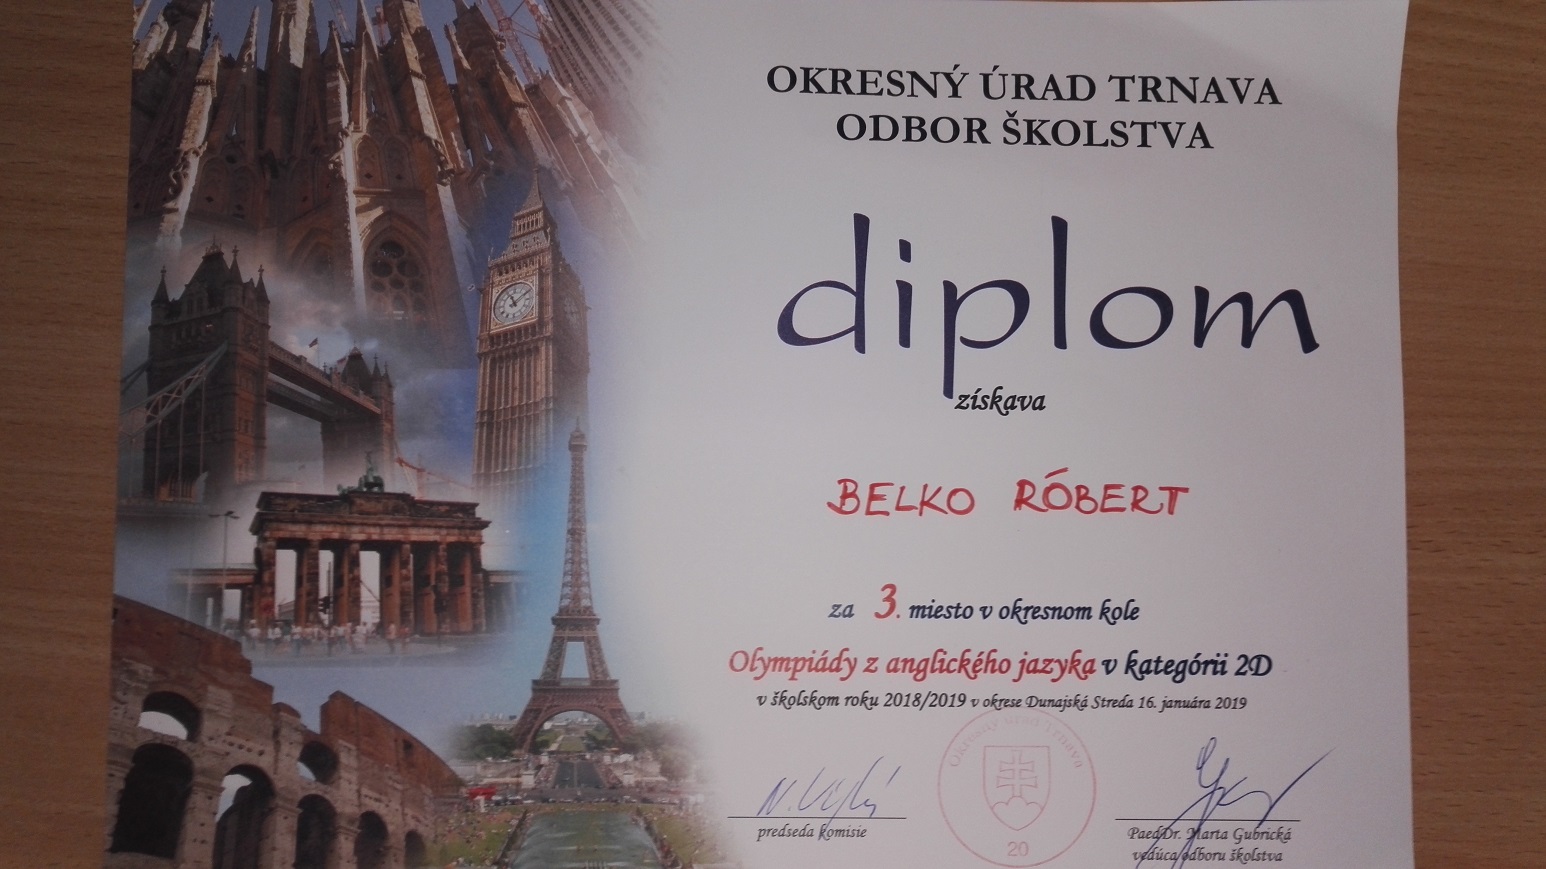 OKRESNÝ ÚRAD TRNAVA
ODBOR ŠKOLSTVA
diplom
získava
BELKO RÓBERT
za 3. miesto v okresnom kole
Olympiády z anglického jazyka v kategórii 2D
v školskom roku 2018/2019 v okrese Dunajská Streda 16. januára 2019
Okresný úrad Trnava
20
predseda komisie
PaedDr. Marta Gubrická
vedúca odboru školstva